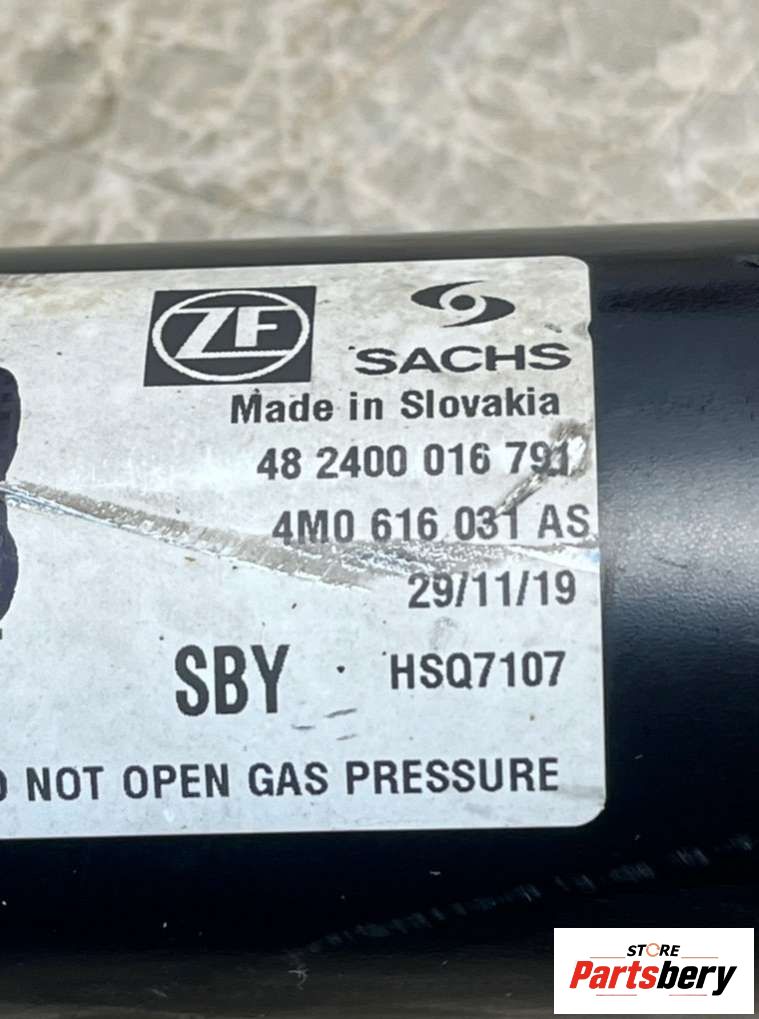 ZF
SACHS
Made in Slovakia
48 2400 016 791
4M0 616 031 AS
29/11/19
SBY · HSQ7107
NOT OPEN GAS PRESSURE
STORE
Partsbery